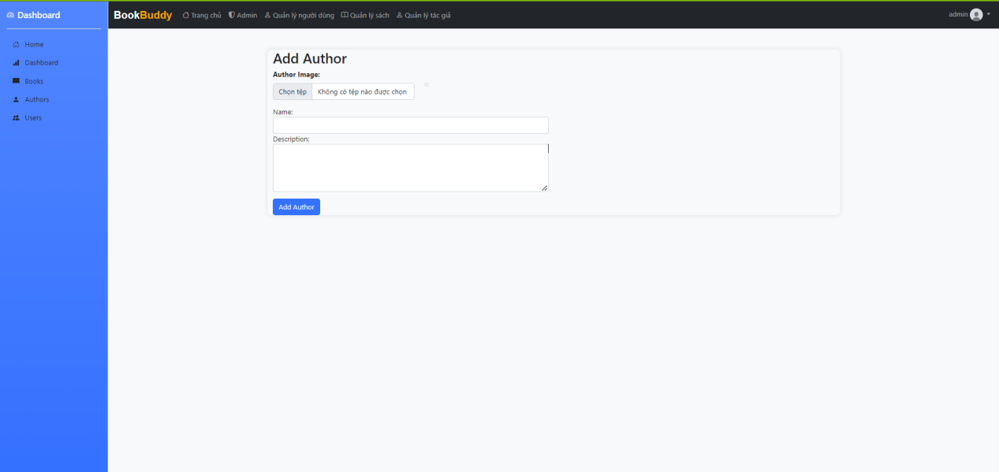 Dashboard
BookBuddy Trang chủ Admin Quản lý người dùng Quản lý sách Quản lý tác giả admin
Home
Dashboard
Books
Authors
Users
Add Author
Author Image:
Chọn tệp Không có tệp nào được chọn
Name:
Description:
Add Author